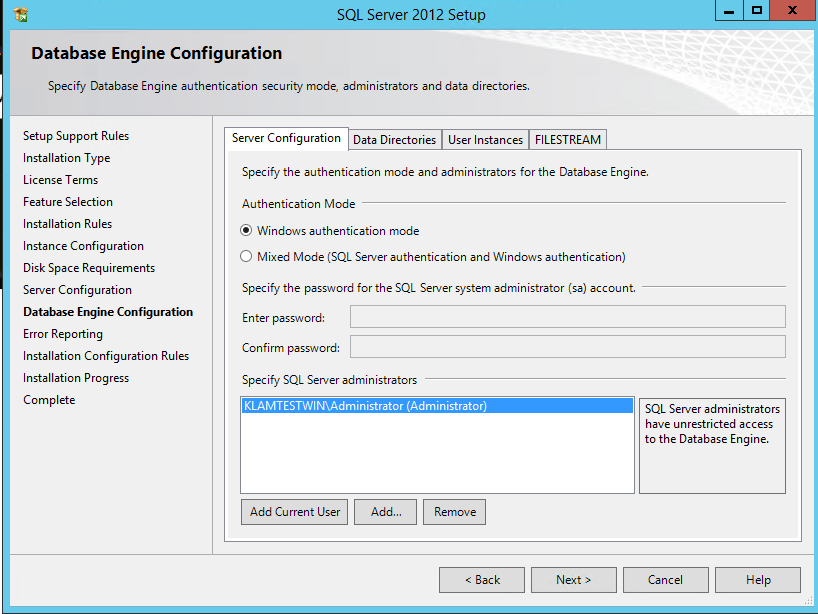 SQL Server 2012 Setup
Database Engine Configuration
Specify Database Engine authentication security mode, administrators and data directories.
Setup Support Rules
Installation Type
License Terms
Feature Selection
Installation Rules
Instance Configuration
Disk Space Requirements
Server Configuration
Database Engine Configuration
Error Reporting
Installation Configuration Rules
Installation Progress
Complete
Server Configuration Data Directories User Instances FILESTREAM
Specify the authentication mode and administrators for the Database Engine.
Authentication Mode
Windows authentication mode
Mixed Mode (SQL Server authentication and Windows authentication)
Specify the password for the SQL Server system administrator (sa) account.
Enter password:
Confirm password:
Specify SQL Server administrators
KLAMTESTWIN\Administrator (Administrator)
SQL Server administrators
have unrestricted access
to the Database Engine.
Add Current User Add... Remove
< Back Next > Cancel Help